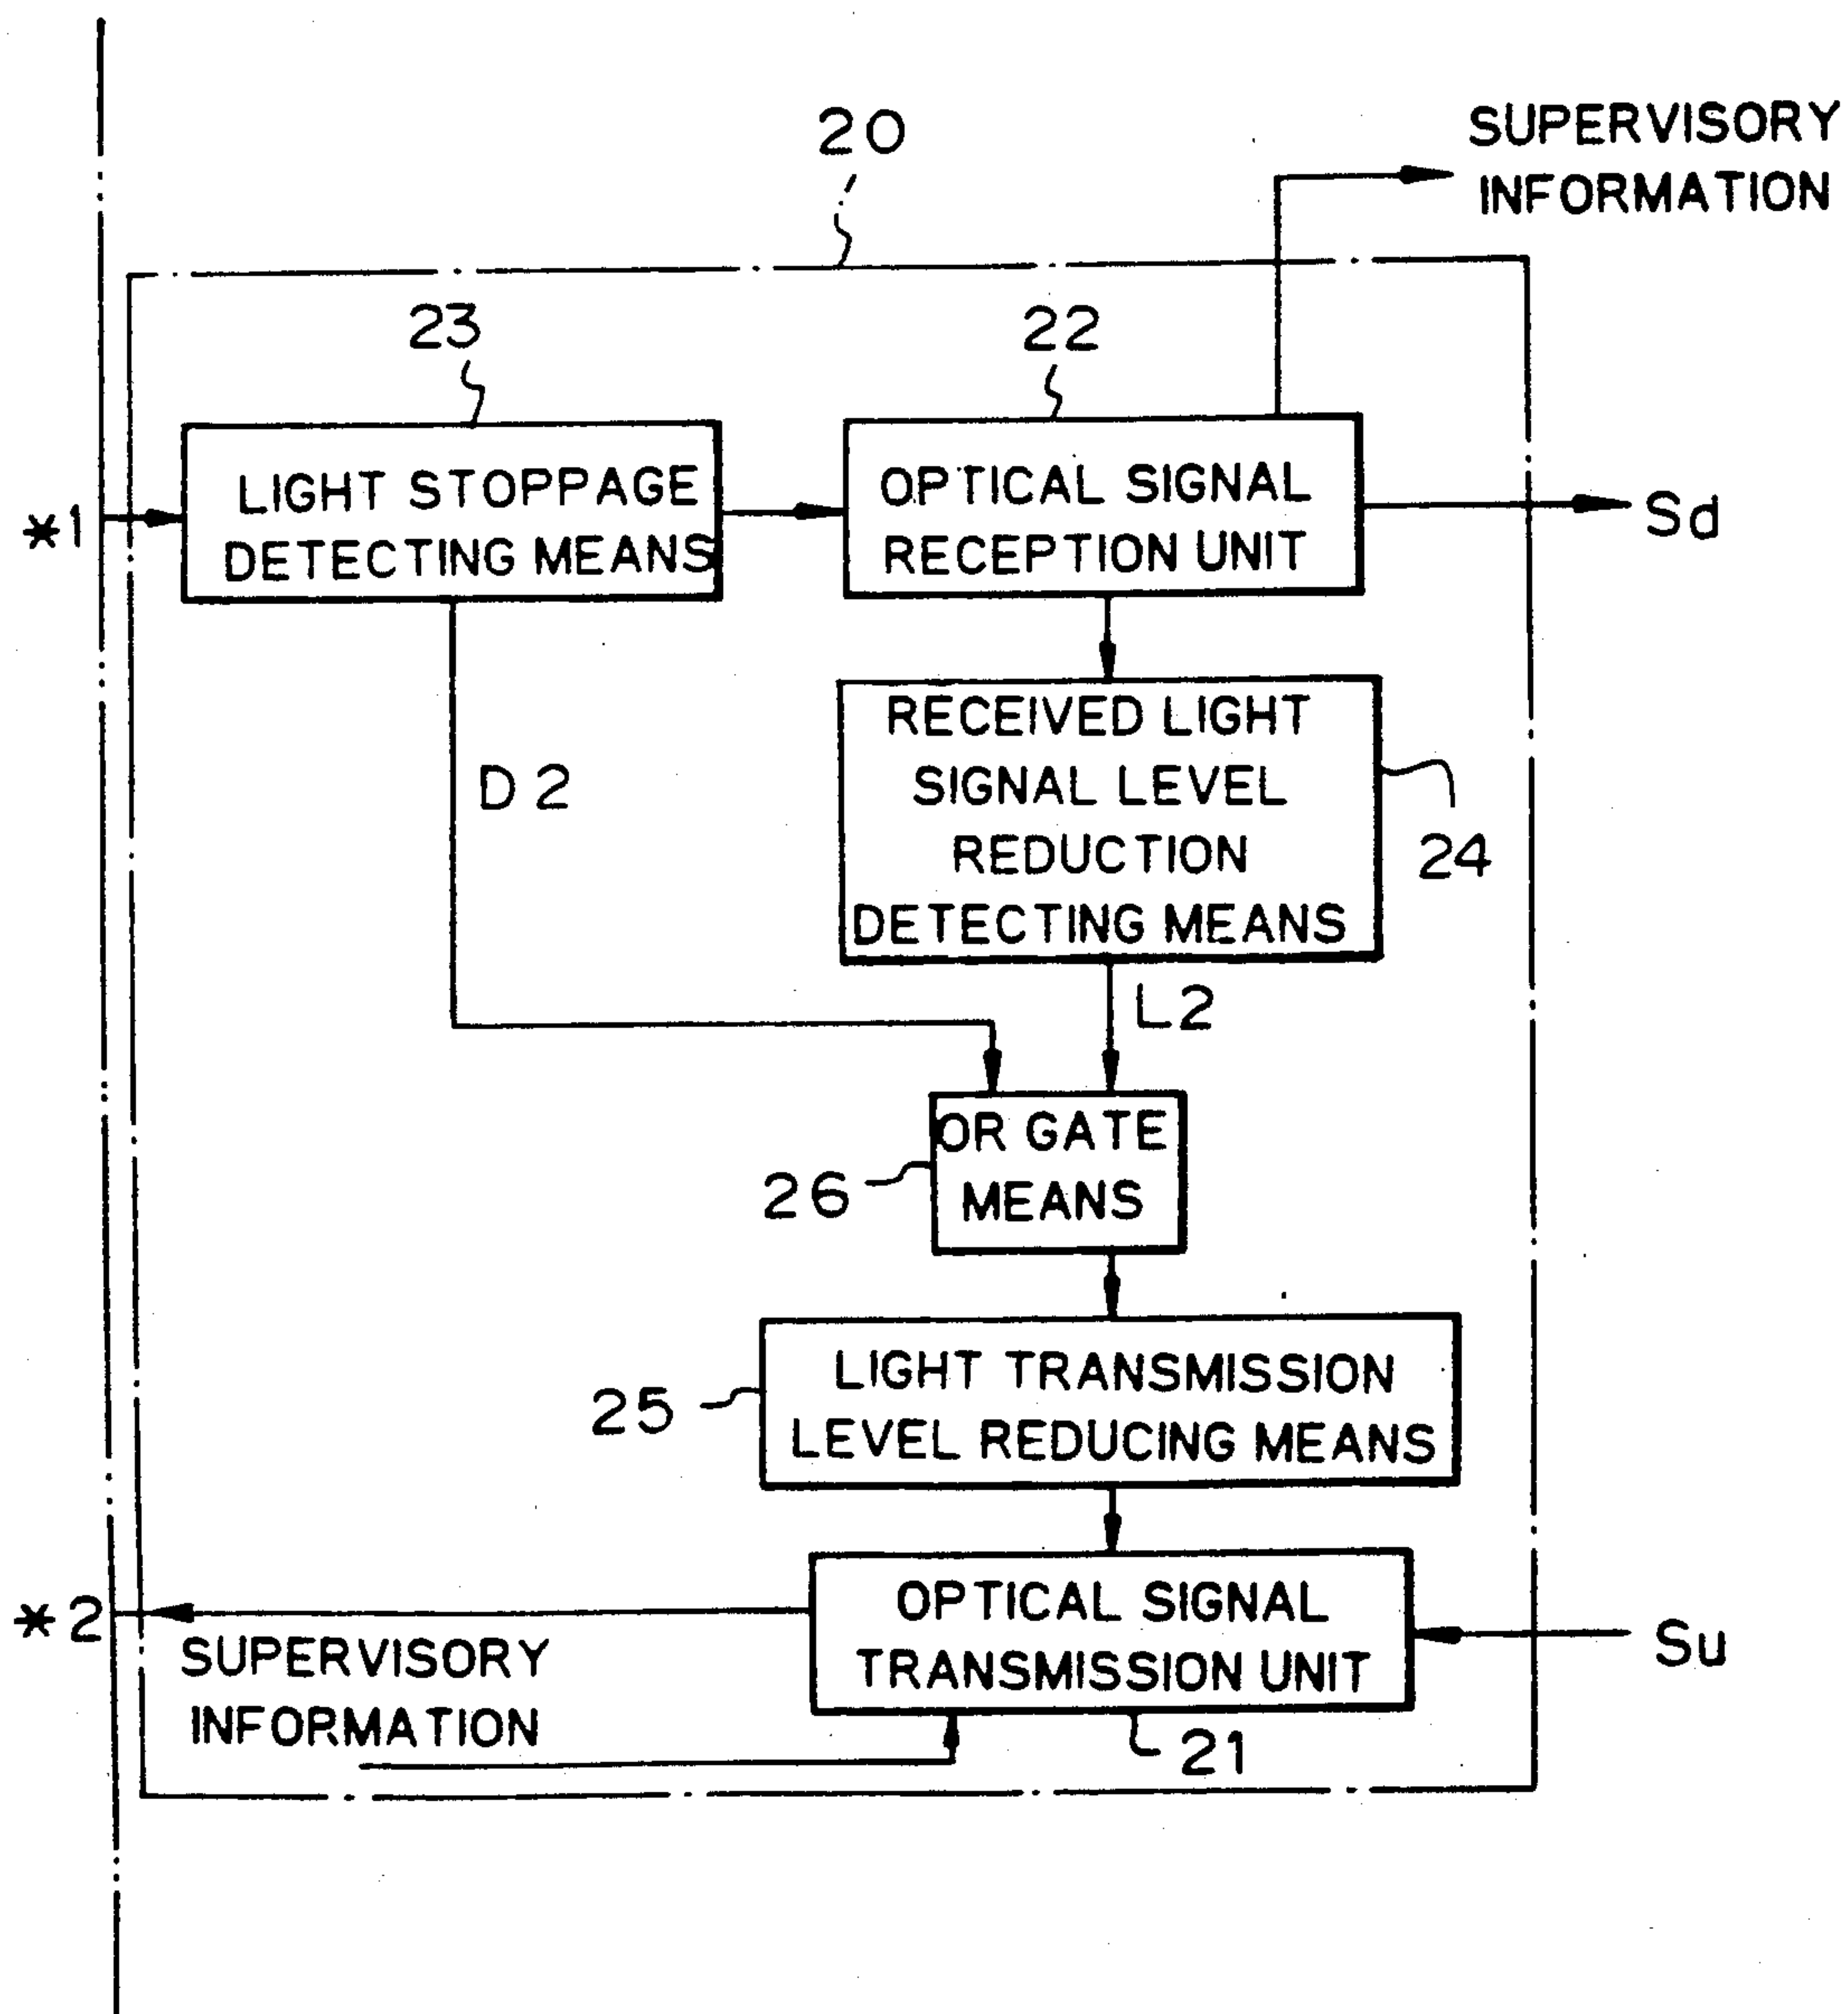 20
SUPERVISORY
INFORMATION
23
22
*1
LIGHT STOPPAGE
DETECTING MEANS
OPTICAL SIGNAL
RECEPTION UNIT
Sd
RECEIVED LIGHT
SIGNAL LEVEL
REDUCTION
DETECTING MEANS
24
D2
L2
OR GATE
MEANS
26
LIGHT TRANSMISSION
LEVEL REDUCING MEANS
25
*2
OPTICAL SIGNAL
TRANSMISSION UNIT
Su
SUPERVISORY
INFORMATION
21